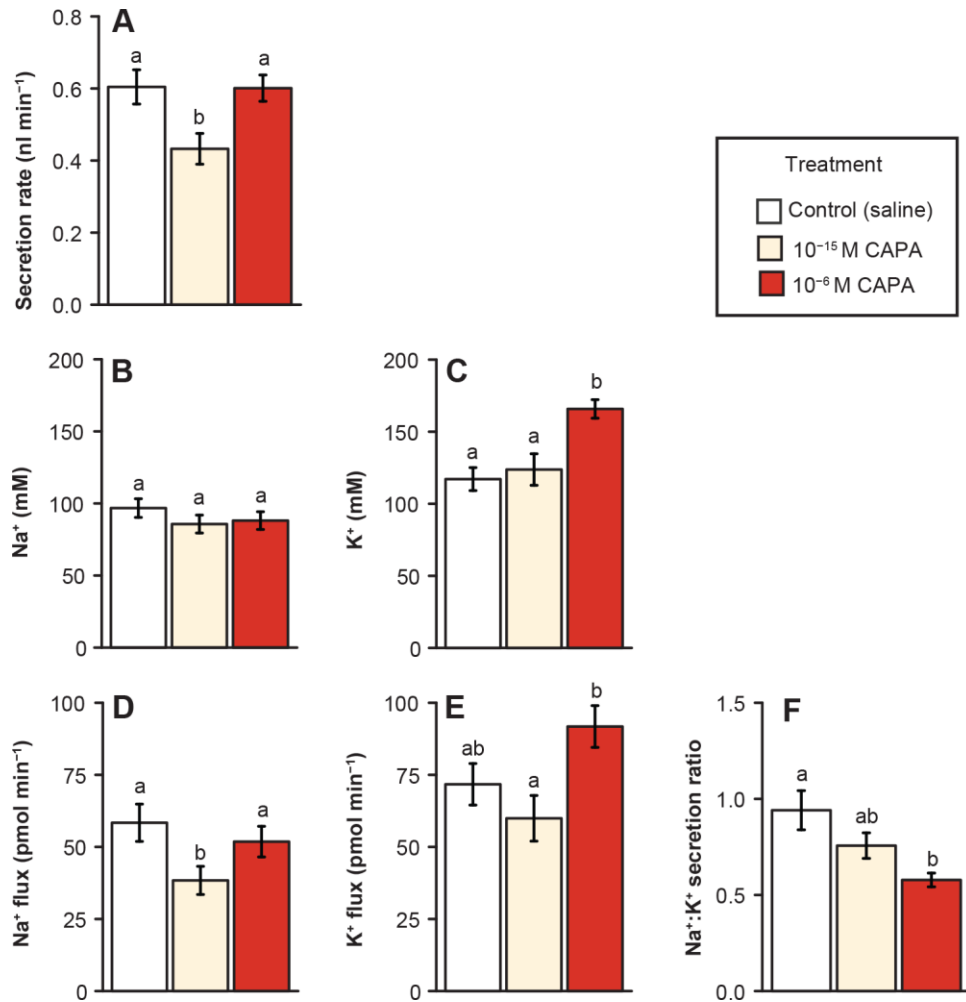 A
Secretion rate (nl min⁻¹)
0.8
0.6
0.4
0.2
0.0
a
b
a
Treatment
Control (saline)
10⁻¹⁵ M CAPA
10⁻⁶ M CAPA
B
Na⁺ (mM)
200
150
100
50
0
a
a
a
C
K⁺ (mM)
200
150
100
50
0
a
a
b
D
Na⁺ flux (pmol min⁻¹)
100
75
50
25
0
a
b
a
E
K⁺ flux (pmol min⁻¹)
100
75
50
25
0
ab
a
b
F
Na⁺:K⁺ secretion ratio
1.5
1.0
0.5
0.0
a
ab
b